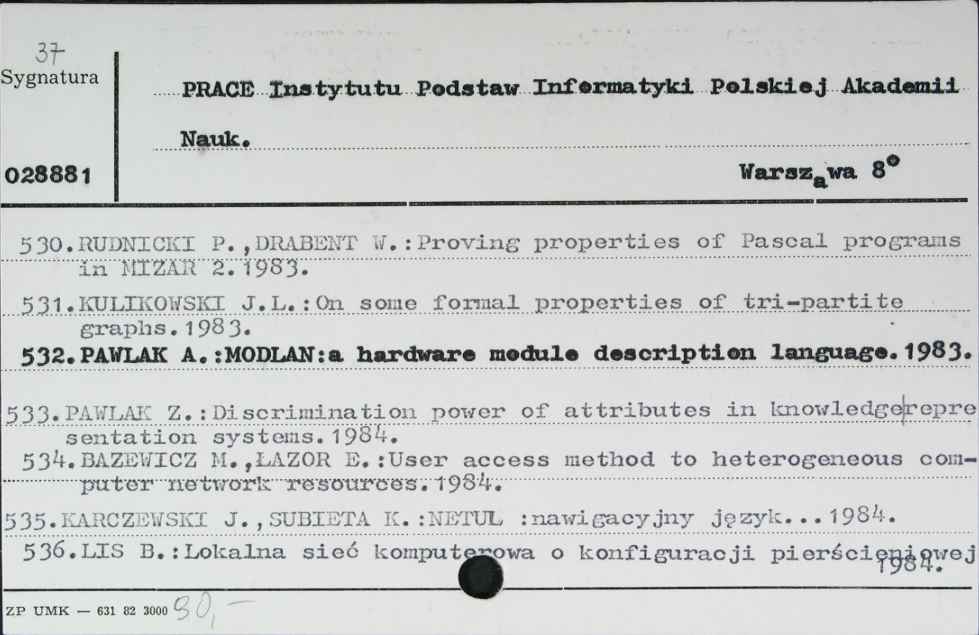 37
Sygnatura
PRACE Instytutu Podstaw Informatyki Polskiej Akademii
Nauk.
028881
Warszawa 8°
530.RUDNICKI P.,DRABENT W.:Proving properties of Pascal programs
in MIZAR 2.1983.
531.KULIKOWSKI J.L.:On some formal properties of tri-partite
graphs.1983.
532.PAWLAK A.:MODLAN:a hardware module description language.1983.
533.PAWLAK Z.:Discrimination power of attributes in knowledge|repre
sentation systems.1984.
534.BAZEWICZ M.,ŁAZOR E.:User access method to heterogeneous com-
puter network resources.1984.
535.KARCZEWSKI J.,SUBIETA K.:NETUL :nawigacyjny język...1984.
536.LIS B.:Lokalna sieć komputerowa o konfiguracji pierścieniowej
1984.
ZP UMK — 631 82 3000 90,—